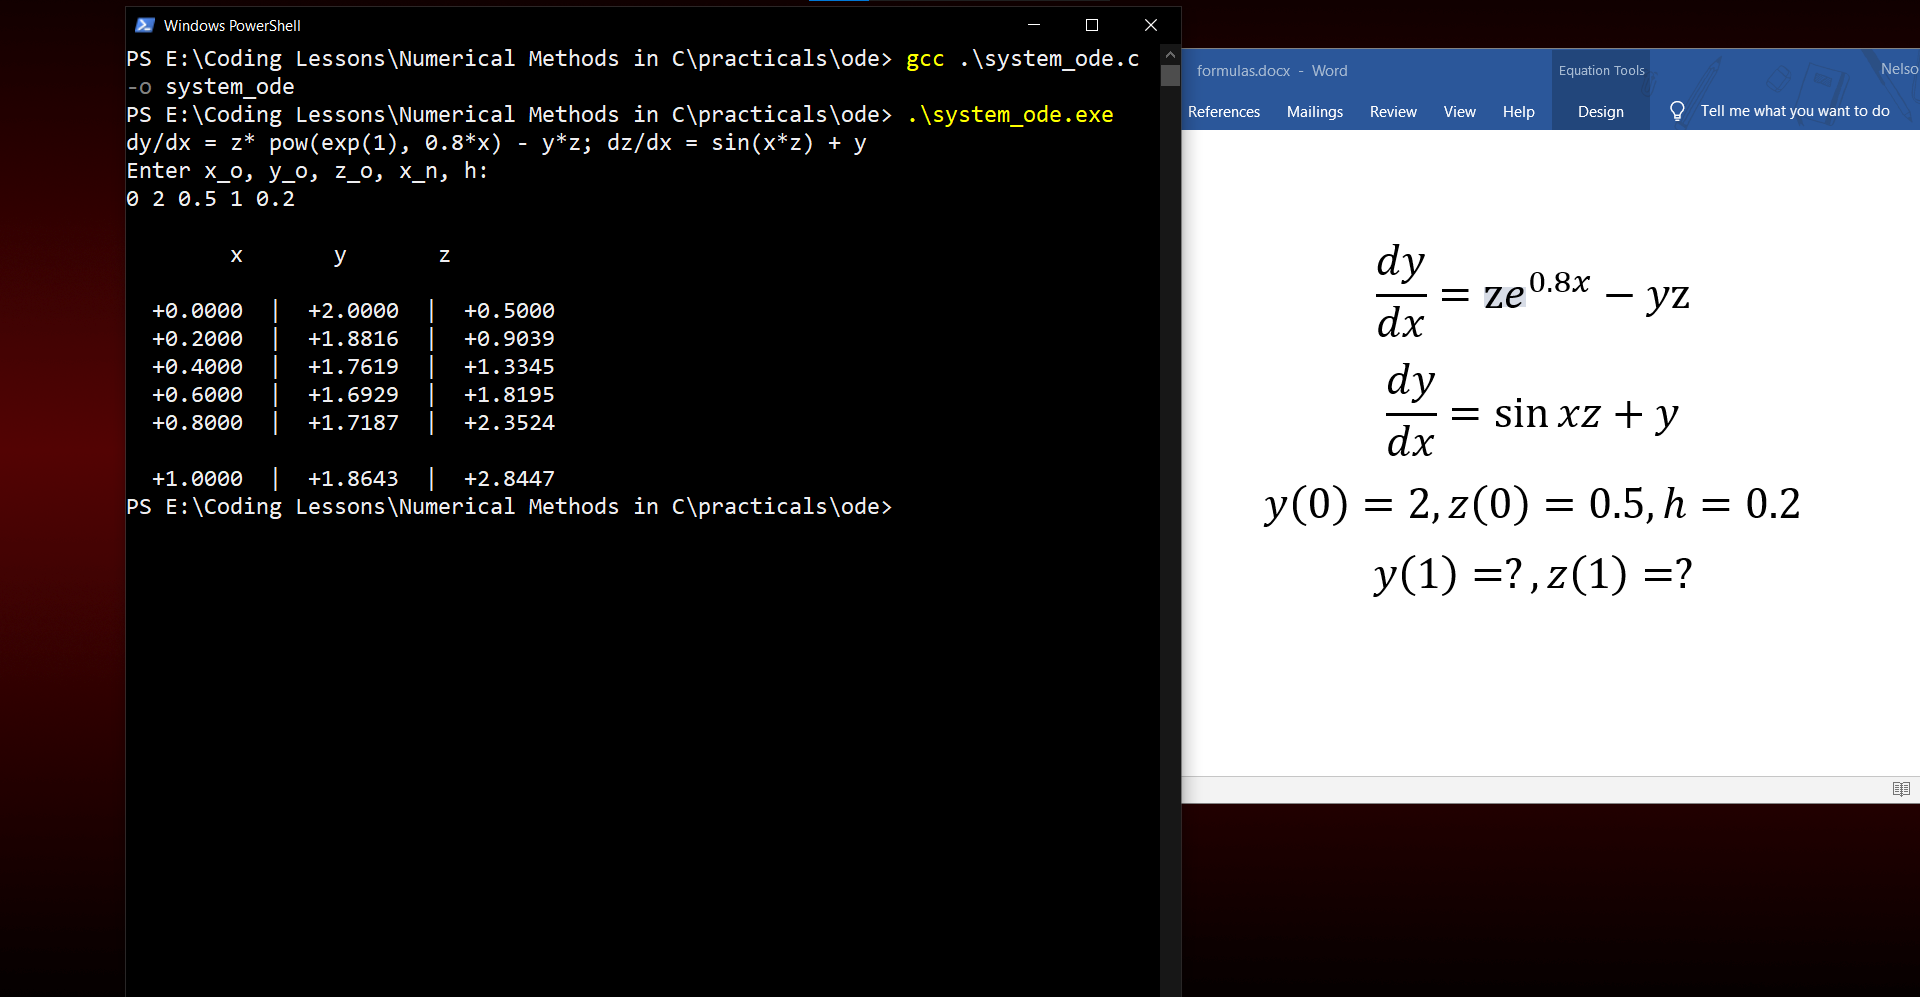 Windows PowerShell
PS E:\Coding Lessons\Numerical Methods in C\practicals\ode> gcc .\system_ode.c
-o system_ode
PS E:\Coding Lessons\Numerical Methods in C\practicals\ode> .\system_ode.exe
dy/dx = z* pow(exp(1), 0.8*x) - y*z; dz/dx = sin(x*z) + y
Enter x_o, y_o, z_o, x_n, h:
0 2 0.5 1 0.2
x y z
+0.0000 | +2.0000 | +0.5000
+0.2000 | +1.8816 | +0.9039
+0.4000 | +1.7619 | +1.3345
+0.6000 | +1.6929 | +1.8195
+0.8000 | +1.7187 | +2.3524
+1.0000 | +1.8643 | +2.8447
PS E:\Coding Lessons\Numerical Methods in C\practicals\ode>
formulas.docx - Word Equation Tools Nelso
References Mailings Review View Help Design Tell me what you want to do
dy/dx = ze^0.8x − yz
dy/dx = sin xz + y
y(0) = 2, z(0) = 0.5, h = 0.2
y(1) =? , z(1) =?